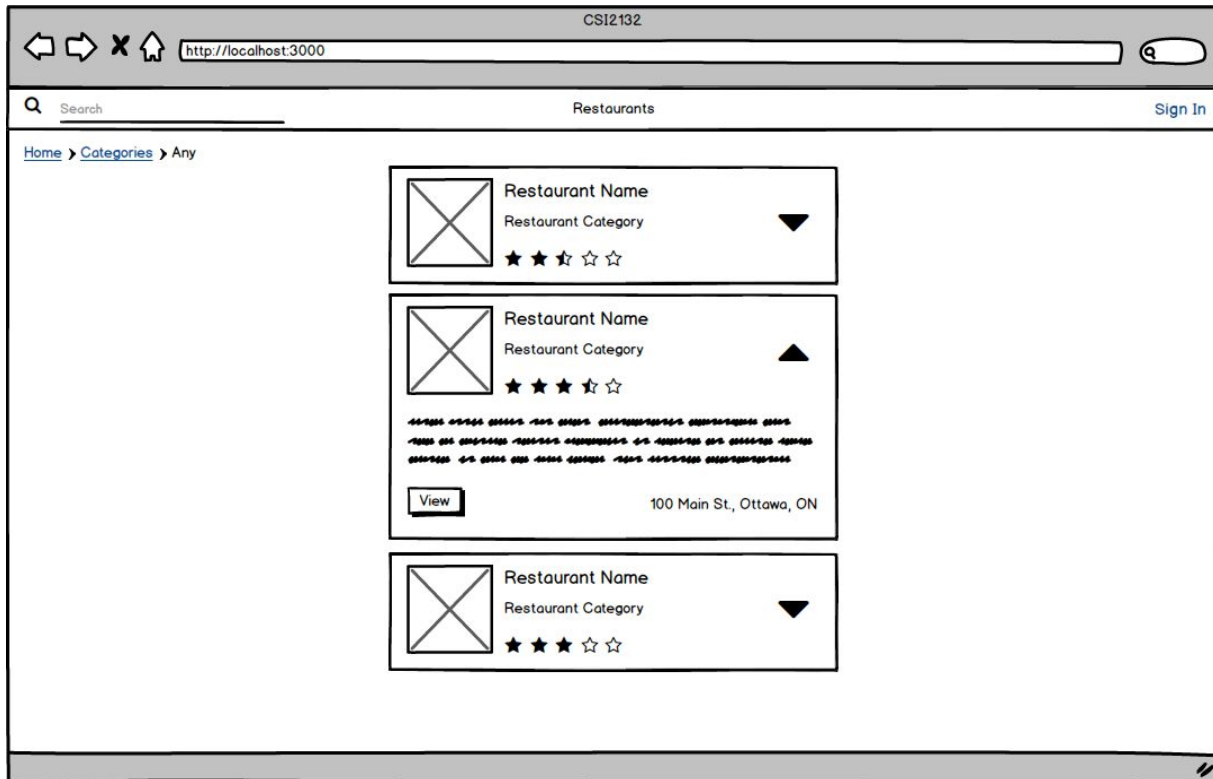 CSI2132
http://localhost:3000
Search Restaurants Sign In
Home Categories Any
Restaurant Name
Restaurant Category
Restaurant Name
Restaurant Category
View 100 Main St., Ottawa, ON
Restaurant Name
Restaurant Category